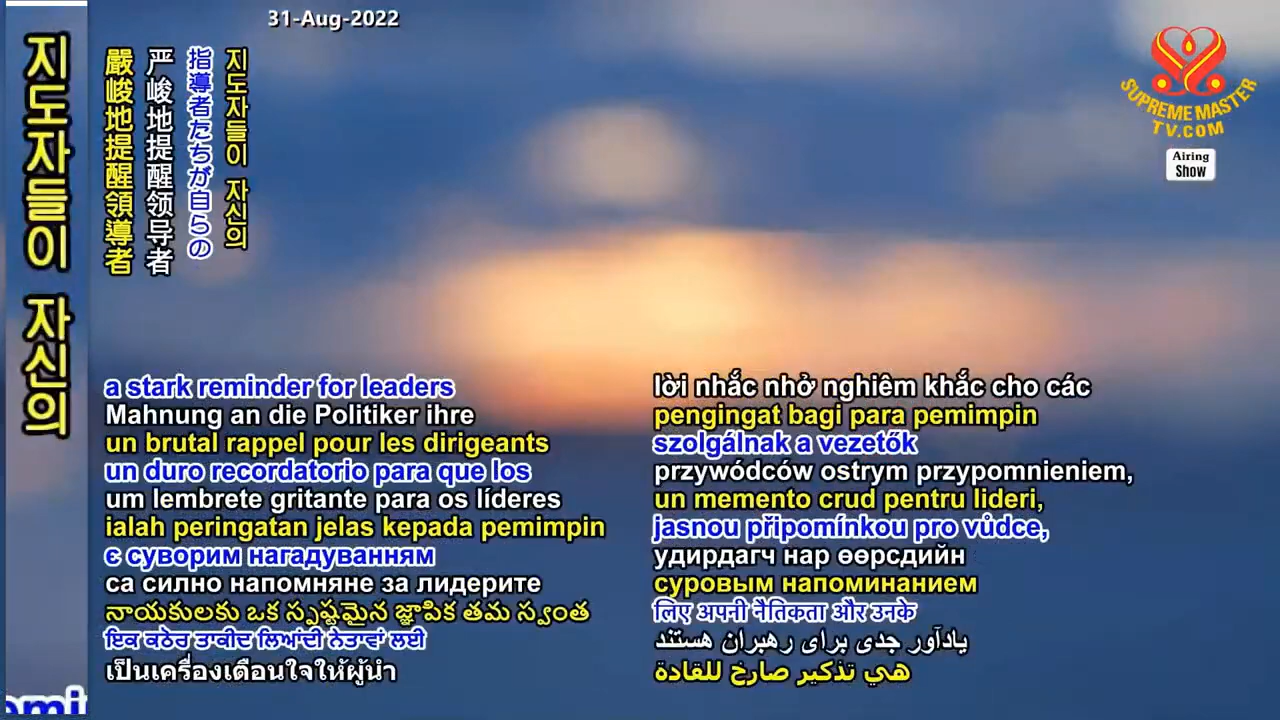 31-Aug-2022
지도자들이 자신의
嚴峻地提醒領導者
严峻地提醒领导者
指導者たちが自らの
지도자들이 자신의
SUPREME MASTER
TV.COM
Airing
Show
a stark reminder for leaders
Mahnung an die Politiker ihre
un brutal rappel pour les dirigeants
un duro recordatorio para que los
um lembrete gritante para os líderes
ialah peringatan jelas kepada pemimpin
є суворим нагадуванням
са силно напомняне за лидерите
నాయకులకు ఒక స్పష్టమైన జ్ఞాపిక తమ స్వంత
ਇਕ ਕਠੋਰ ਤਾਕੀਦ ਲਿਆਂਦੀ ਨੇਤਾਵਾਂ ਲਈ
เป็นเครื่องเตือนใจให้ผู้นำ
lời nhắc nhở nghiêm khắc cho các
pengingat bagi para pemimpin
szolgálnak a vezetők
przywódców ostrym przypomnieniem,
un memento crud pentru lideri,
jasnou připomínkou pro vůdce,
удирдагч нар өөрсдийн
суровым напоминанием
लिए अपनी नैतिकता और उनके
یادآور جدی برای رهبران هستند
هي تذكير صارخ للقادة